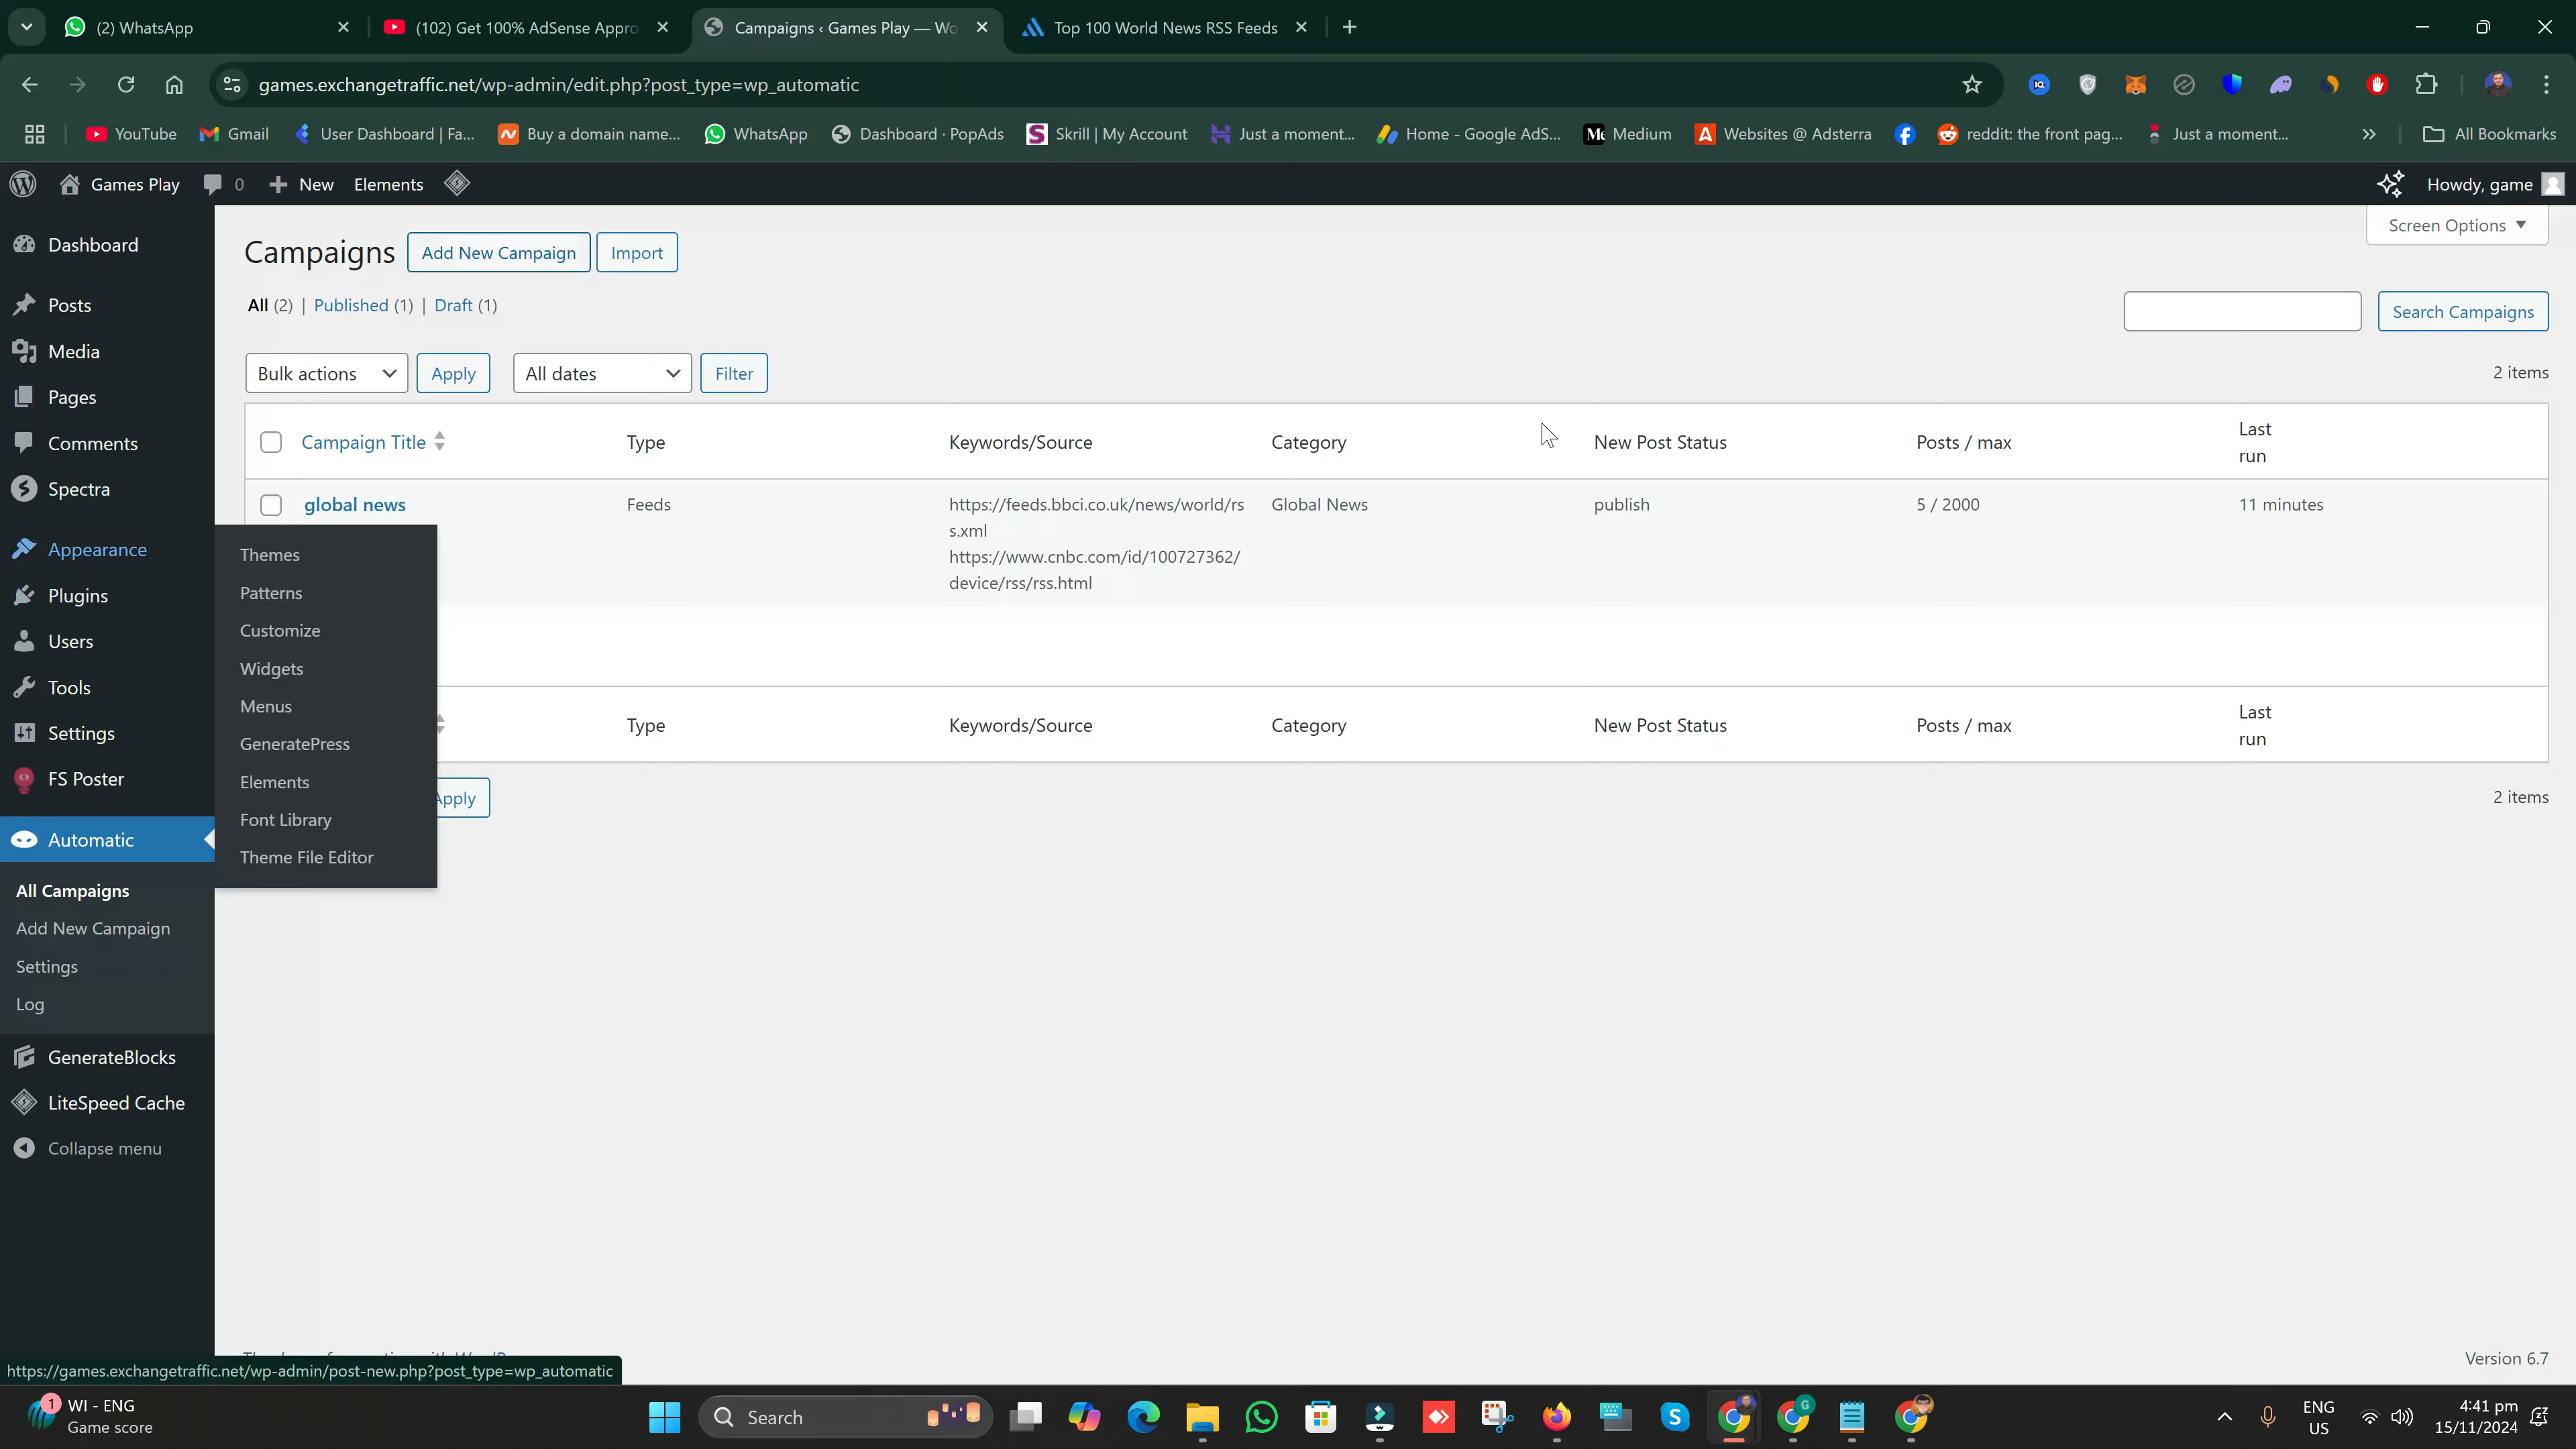 (2) WhatsApp
(102) Get 100% AdSense Appro
Campaigns ‹ Games Play — Wo
Top 100 World News RSS Feeds
games.exchangetraffic.net/wp-admin/edit.php?post_type=wp_automatic
YouTube
Gmail
User Dashboard | Fa...
Buy a domain name...
WhatsApp
Dashboard · PopAds
Skrill | My Account
Just a moment...
Home - Google AdS...
Medium
Websites @ Adsterra
reddit: the front pag...
Just a moment...
All Bookmarks
Games Play
0
New
Elements
Howdy, game
Screen Options
Dashboard
Posts
Media
Pages
Comments
Spectra
Appearance
Plugins
Users
Tools
Settings
FS Poster
Automatic
All Campaigns
Add New Campaign
Settings
Log
GenerateBlocks
LiteSpeed Cache
Collapse menu
Themes
Patterns
Customize
Widgets
Menus
GeneratePress
Elements
Font Library
Theme File Editor
Campaigns
Add New Campaign
Import
All (2) | Published (1) | Draft (1)
Search Campaigns
Bulk actions
Apply
All dates
Filter
2 items
Campaign Title
Type
Keywords/Source
Category
New Post Status
Posts / max
Last
run
global news
Feeds
https://feeds.bbci.co.uk/news/world/rs
s.xml
https://www.cnbc.com/id/100727362/
device/rss/rss.html
Global News
publish
5 / 2000
11 minutes
Type
Keywords/Source
Category
New Post Status
Posts / max
Last
run
Apply
2 items
Version 6.7
https://games.exchangetraffic.net/wp-admin/post-new.php?post_type=wp_automatic
1
WI - ENG
Game score
Search
ENG
US
4:41 pm
15/11/2024